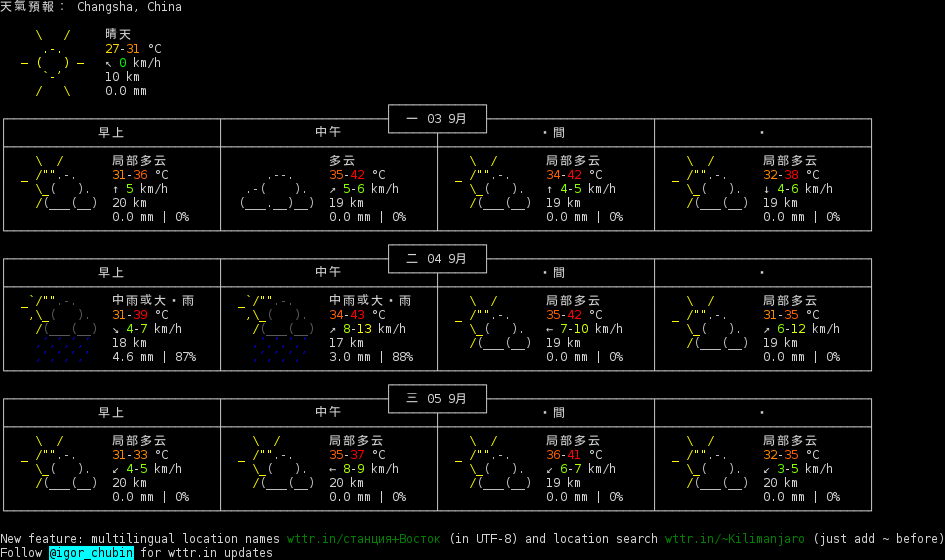 天氣預報： Changsha, China
晴天
27-31 °C
↖ 0 km/h
10 km
0.0 mm
一 03 9月
早上 中午 ·間 ·
局部多云 多云 局部多云 局部多云
31-36 °C 35-42 °C 34-42 °C 32-38 °C
↑ 5 km/h ↗ 5-6 km/h ↑ 4-5 km/h ↓ 4-6 km/h
20 km 19 km 19 km 19 km
0.0 mm | 0% 0.0 mm | 0% 0.0 mm | 0% 0.0 mm | 0%
二 04 9月
早上 中午 ·間 ·
中雨或大·雨 中雨或大·雨 局部多云 局部多云
31-39 °C 34-43 °C 35-42 °C 31-35 °C
↘ 4-7 km/h ↗ 8-13 km/h ← 7-10 km/h ↗ 6-12 km/h
18 km 17 km 19 km 19 km
4.6 mm | 87% 3.0 mm | 88% 0.0 mm | 0% 0.0 mm | 0%
三 05 9月
早上 中午 ·間 ·
局部多云 局部多云 局部多云 局部多云
31-33 °C 35-37 °C 36-41 °C 32-35 °C
↙ 4-5 km/h ← 8-9 km/h ↙ 6-7 km/h ↙ 3-5 km/h
20 km 20 km 19 km 20 km
0.0 mm | 0% 0.0 mm | 0% 0.0 mm | 0% 0.0 mm | 0%
New feature: multilingual location names wttr.in/станция+Восток (in UTF-8) and location search wttr.in/~Kilimanjaro (just add ~ before)
Follow @igor_chubin for wttr.in updates